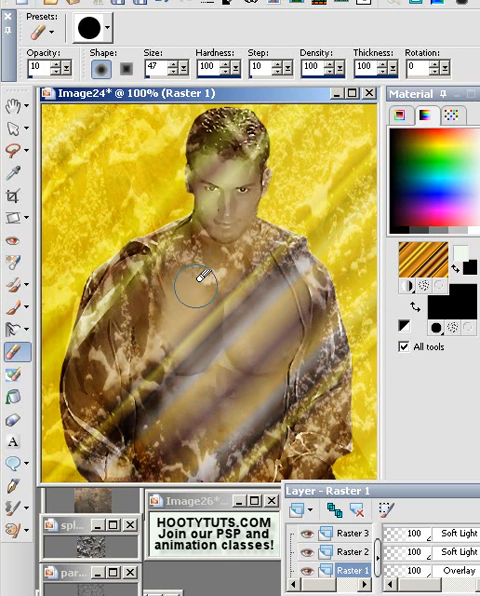 Presets:
Opacity: Shape: Size: Hardness: Step: Density: Thickness: Rotation:
10 47 100 10 100 100 0
Image24* @ 100% (Raster 1)
Material
All tools
A
Image26*...
spl...
par...
HOOTYTUTS.COM
Join our PSP and
animation classes!
Layer - Raster 1
Raster 3 100 Soft Light
Raster 2 100 Soft Light
Raster 1 100 Overlay